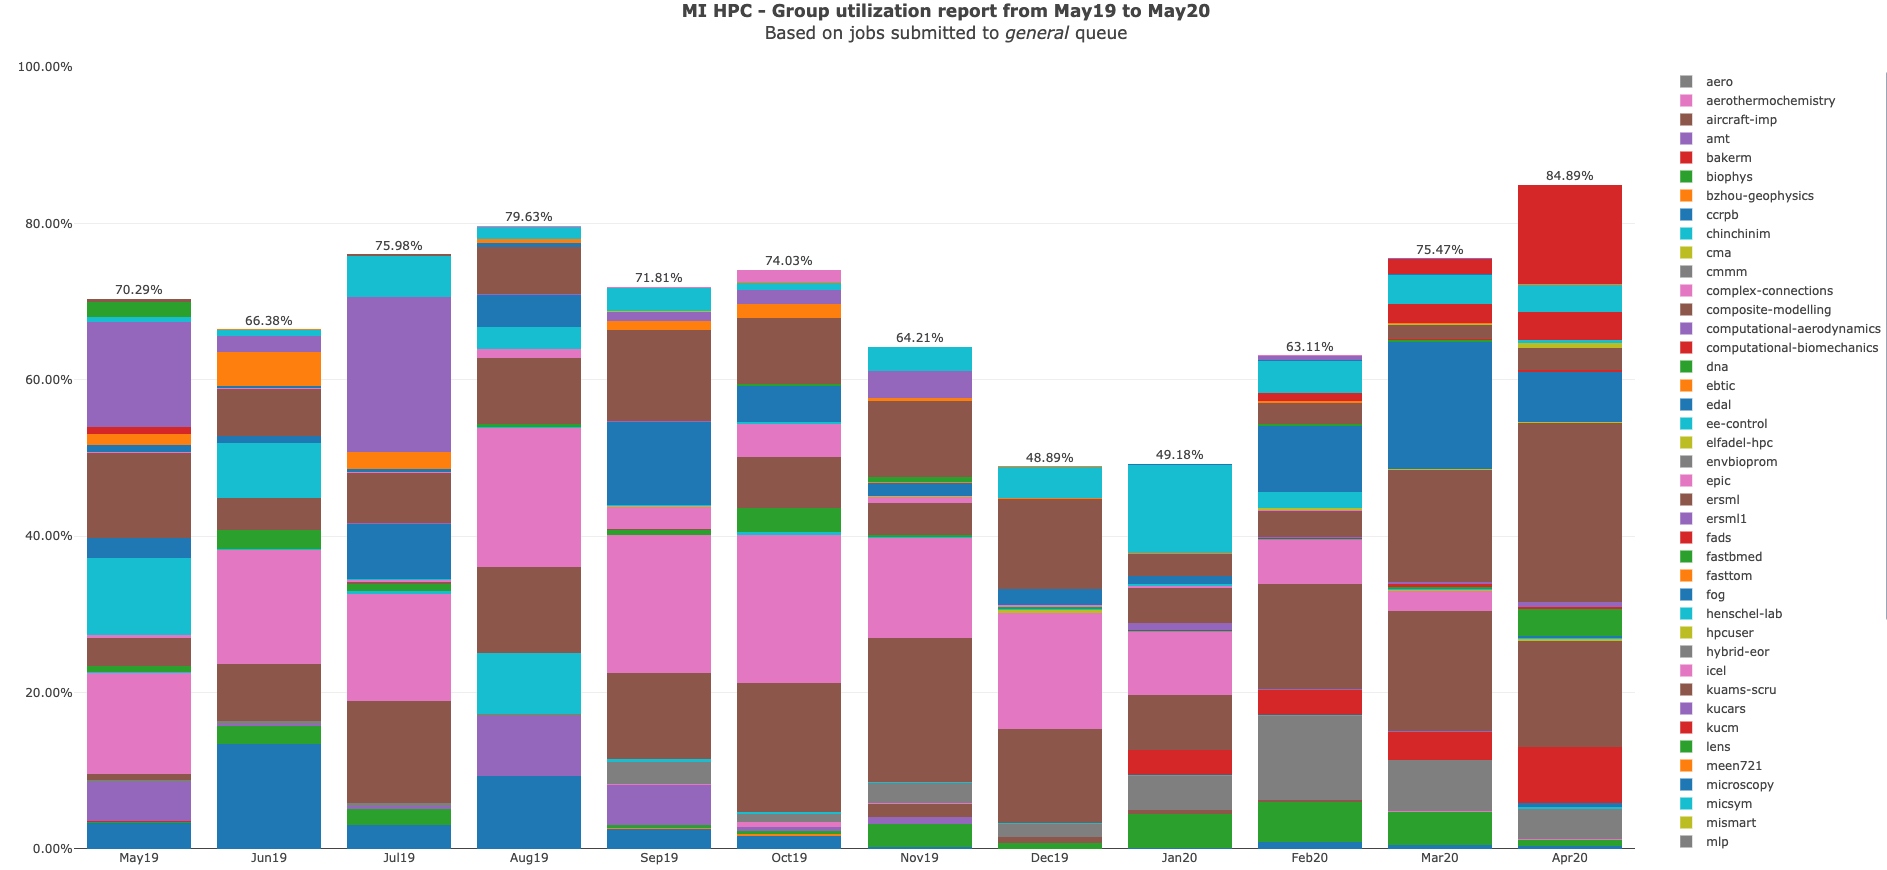 MI HPC - Group utilization report from May19 to May20
Based on jobs submitted to general queue
100.00%
80.00%
60.00%
40.00%
20.00%
0.00%
70.29%
66.38%
75.98%
79.63%
71.81%
74.03%
64.21%
48.89%
49.18%
63.11%
75.47%
84.89%
May19
Jun19
Jul19
Aug19
Sep19
Oct19
Nov19
Dec19
Jan20
Feb20
Mar20
Apr20
aero
aerothermochemistry
aircraft-imp
amt
bakerm
biophys
bzhou-geophysics
ccrpb
chinchinim
cma
cmmm
complex-connections
composite-modelling
computational-aerodynamics
computational-biomechanics
dna
ebtic
edal
ee-control
elfadel-hpc
envbioprom
epic
ersml
ersml1
fads
fastbmed
fasttom
fog
henschel-lab
hpcuser
hybrid-eor
icel
kuams-scru
kucars
kucm
lens
meen721
microscopy
micsym
mismart
mlp